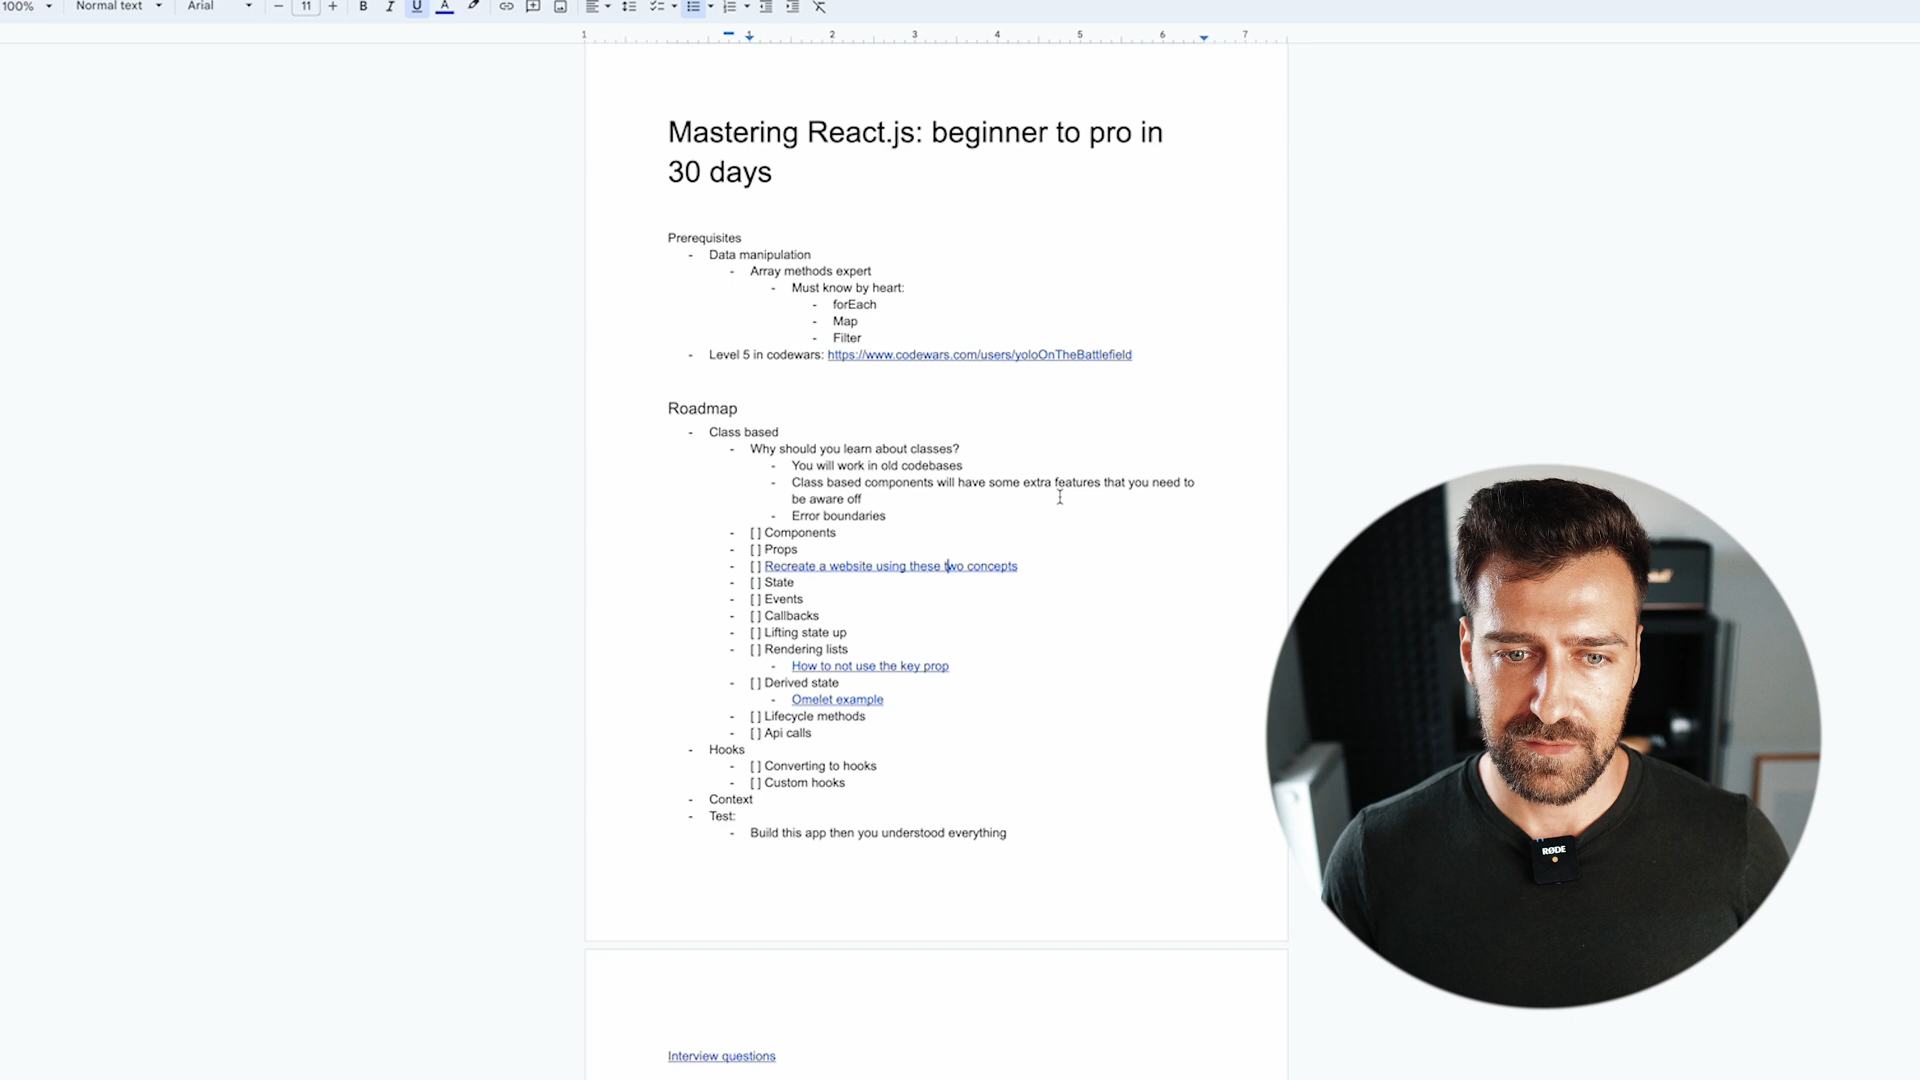 100% Normal text Arial 11 B I U A
1 1 2 3 4 5 6 7
Mastering React.js: beginner to pro in
30 days
Prerequisites
- Data manipulation
- Array methods expert
- Must know by heart:
- forEach
- Map
- Filter
- Level 5 in codewars: https://www.codewars.com/users/yoloOnTheBattlefield
Roadmap
- Class based
- Why should you learn about classes?
- You will work in old codebases
- Class based components will have some extra features that you need to
be aware off
- Error boundaries
- [ ] Components
- [ ] Props
- [ ] Recreate a website using these two concepts
- [ ] State
- [ ] Events
- [ ] Callbacks
- [ ] Lifting state up
- [ ] Rendering lists
- How to not use the key prop
- [ ] Derived state
- Omelet example
- [ ] Lifecycle methods
- [ ] Api calls
- Hooks
- [ ] Converting to hooks
- [ ] Custom hooks
- Context
- Test:
- Build this app then you understood everything
RØDE
Interview questions